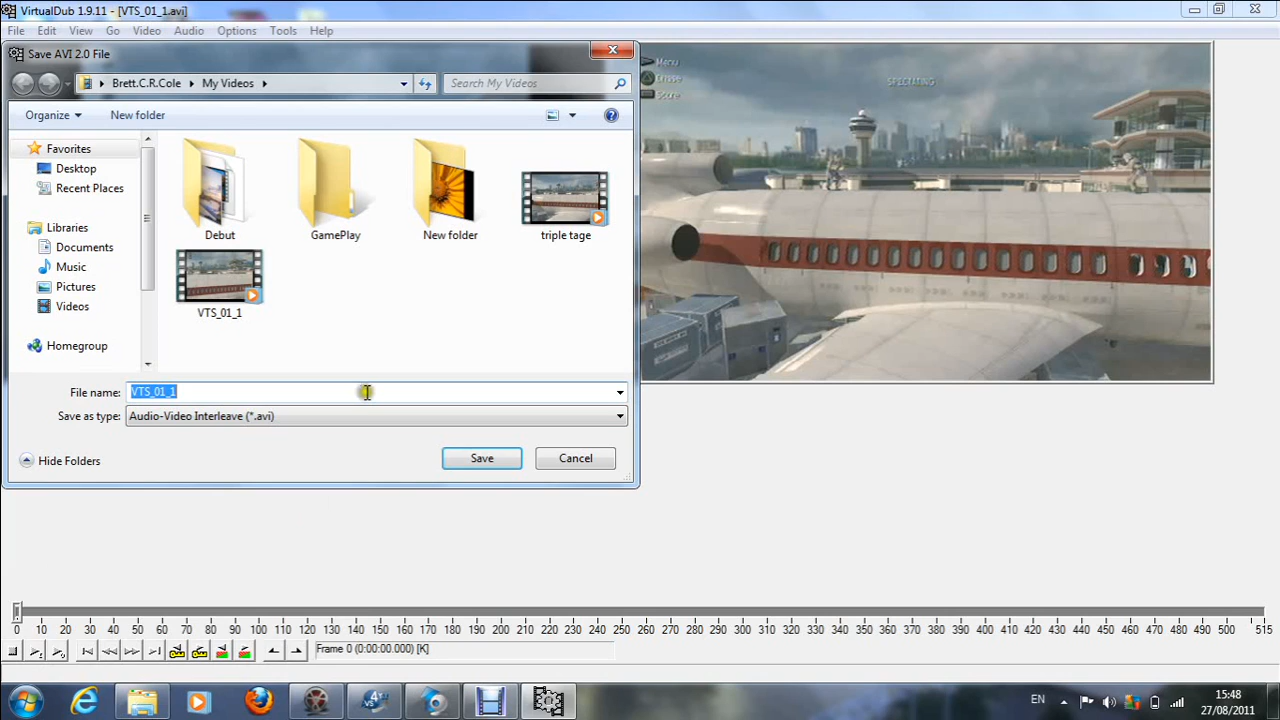 VirtualDub 1.9.11 - [VTS_01_1.avi]
File Edit View Go Video Audio Options Tools Help
Save AVI 2.0 File
Brett.C.R.Cole My Videos
Search My Videos
Organize New folder
Favorites
Desktop
Recent Places
Libraries
Documents
Music
Pictures
Videos
Homegroup
Debut
GamePlay
New folder
triple tage
VTS_01_1
File name: VTS_01_1
Save as type: Audio-Video Interleave (*.avi)
Hide Folders
Save
Cancel
Menu
Score
SPECTATING
0 10 20 30 40 50 60 70 80 90 100 110 120 130 140 150 160 170 180 190 200 210 220 230 240 250 260 270 280 290 300 310 320 330 340 350 360 370 380 390 400 410 420 430 440 450 460 470 480 490 500 515
Frame 0 (0:00:00.000) [K]
EN
15:48
27/08/2011